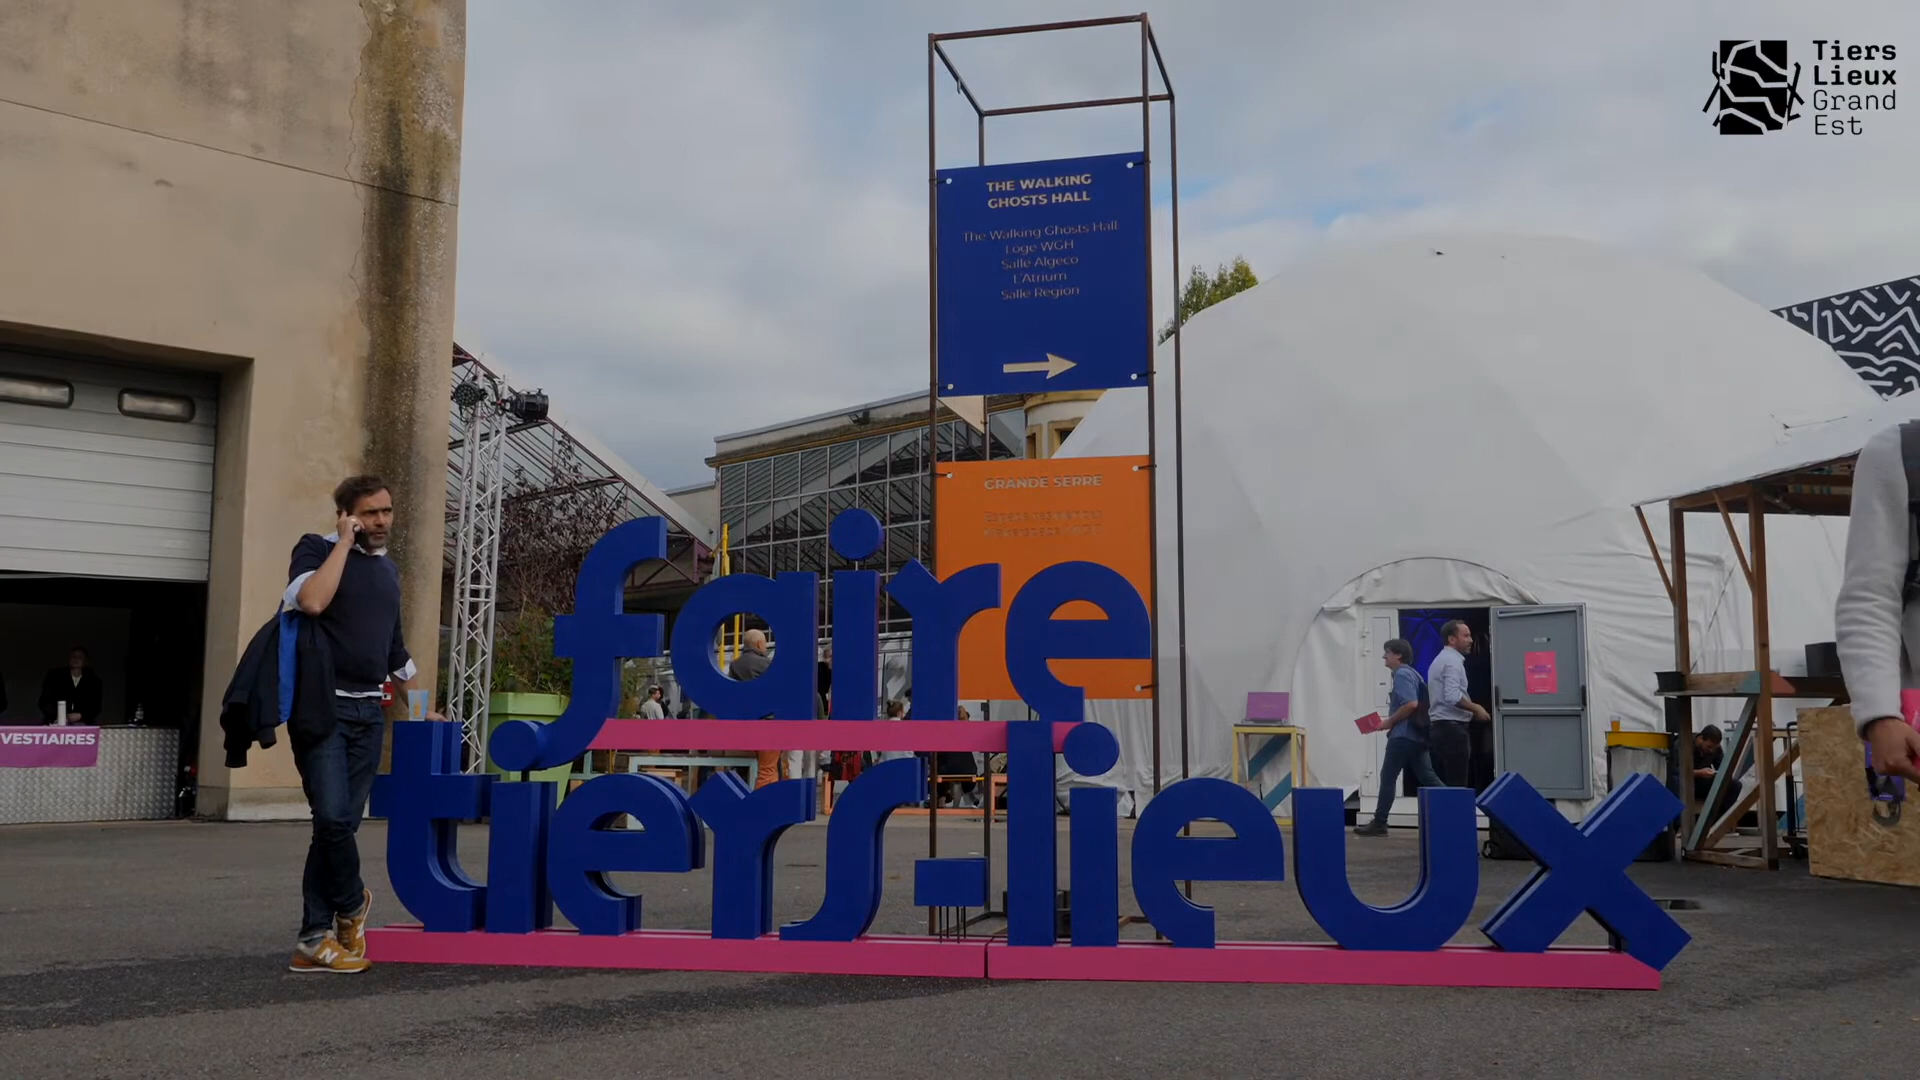 Tiers
Lieux
Grand
Est
THE WALKING
GHOSTS HALL
The Walking Ghosts Hall
Loge WGH
Salle Algeco
L'Atrium
Salle Region
GRANDE SERRE
faire
tiers-lieux
VESTIAIRES